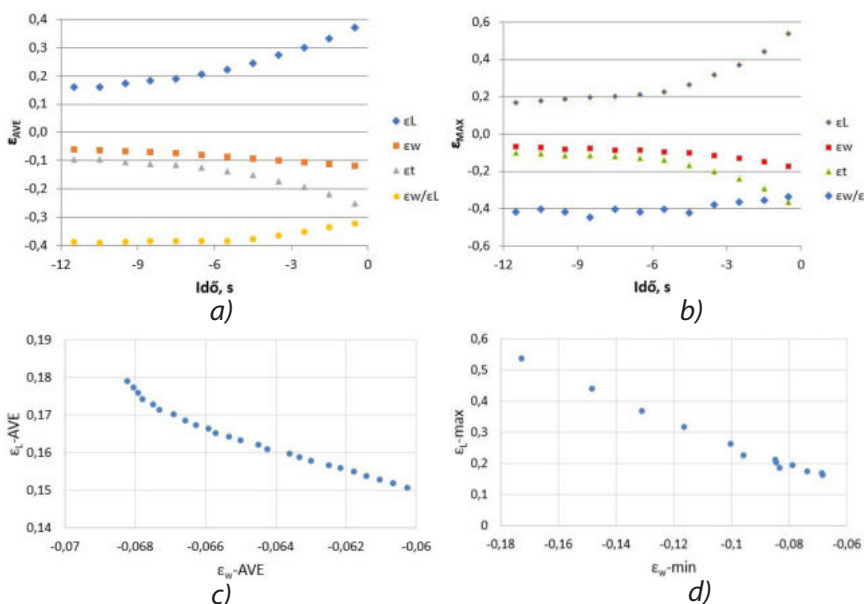 0,4
0,3
0,2
0,1
0,0
-0,1
-0,2
-0,3
-0,4
εAVE
-12
-9
-6
-3
0
Idő, s
εL
εw
εt
εw/εL
a)
0,6
0,4
0,2
0,0
-0,2
-0,4
-0,6
εMAX
-12
-9
-6
-3
0
Idő, s
εL
εw
εt
εw/ε
b)
0,19
0,18
0,17
0,16
0,15
0,14
εL-AVE
-0,07
-0,068
-0,066
-0,064
-0,062
-0,06
εw-AVE
c)
0,6
0,5
0,4
0,3
0,2
0,1
0
εL-max
-0,18
-0,16
-0,14
-0,12
-0,1
-0,08
-0,06
εw-min
d)